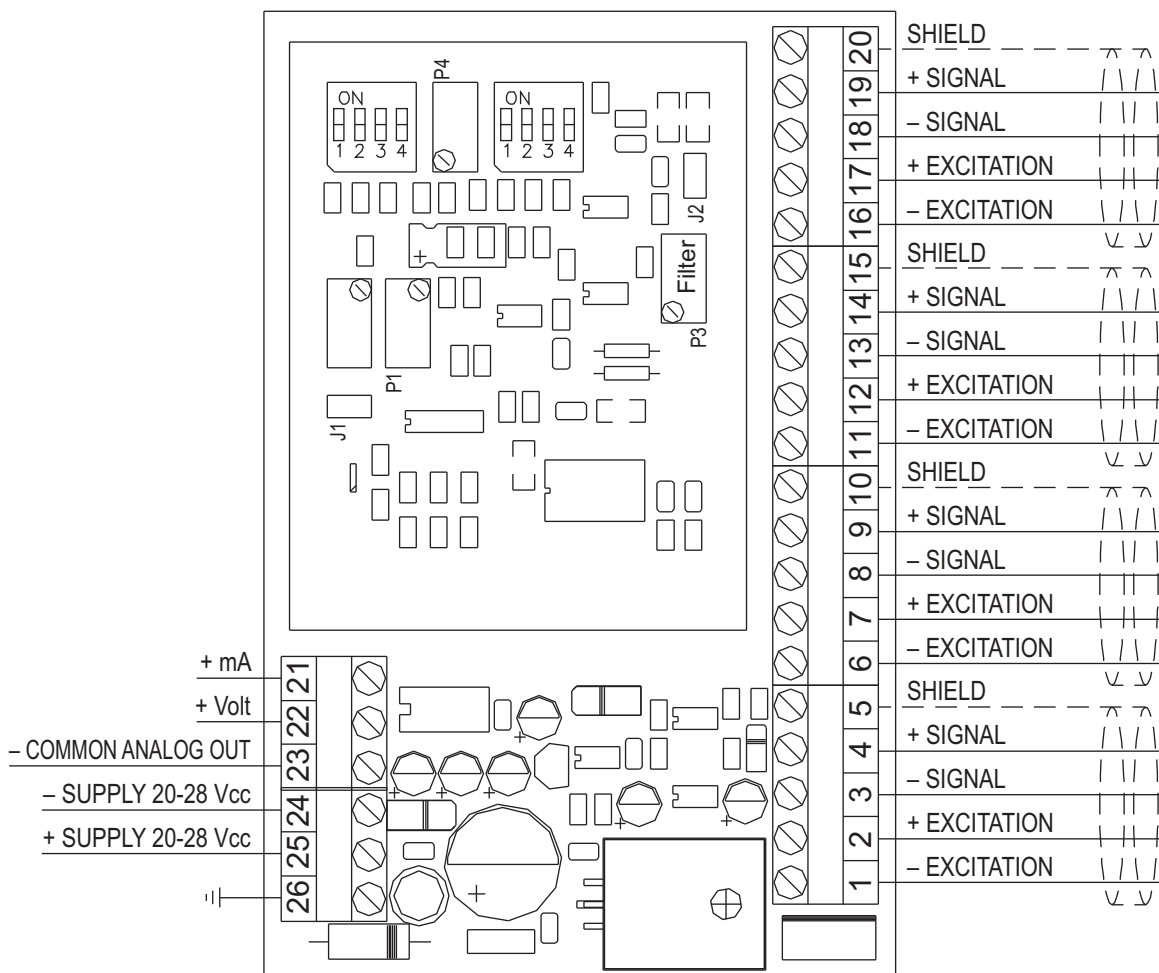 ON
1 2 3 4
P4
ON
1 2 3 4
J2
Filter
P3
P1
J1
20 SHIELD
19 + SIGNAL
18 – SIGNAL
17 + EXCITATION
16 – EXCITATION
15 SHIELD
14 + SIGNAL
13 – SIGNAL
12 + EXCITATION
11 – EXCITATION
10 SHIELD
9 + SIGNAL
8 – SIGNAL
7 + EXCITATION
6 – EXCITATION
5 SHIELD
4 + SIGNAL
3 – SIGNAL
2 + EXCITATION
1 – EXCITATION
+ mA 21
+ Volt 22
– COMMON ANALOG OUT 23
– SUPPLY 20-28 Vcc 24
+ SUPPLY 20-28 Vcc 25
26